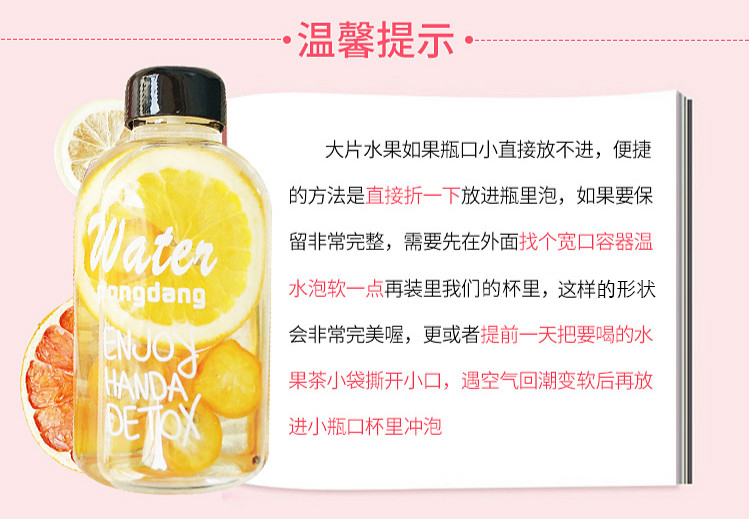 温馨提示
大片水果如果瓶口小直接放不进，便捷
的方法是直接折一下放进瓶里泡，如果要保
留非常完整，需要先在外面找个宽口容器温
水泡软一点再装里我们的杯里，这样的形状
会非常完美喔，更或者提前一天把要喝的水
果茶小袋撕开小口，遇空气回潮变软后再放
进小瓶口杯里冲泡
Water
pongdang
ENJOY
HANDA
DETOX